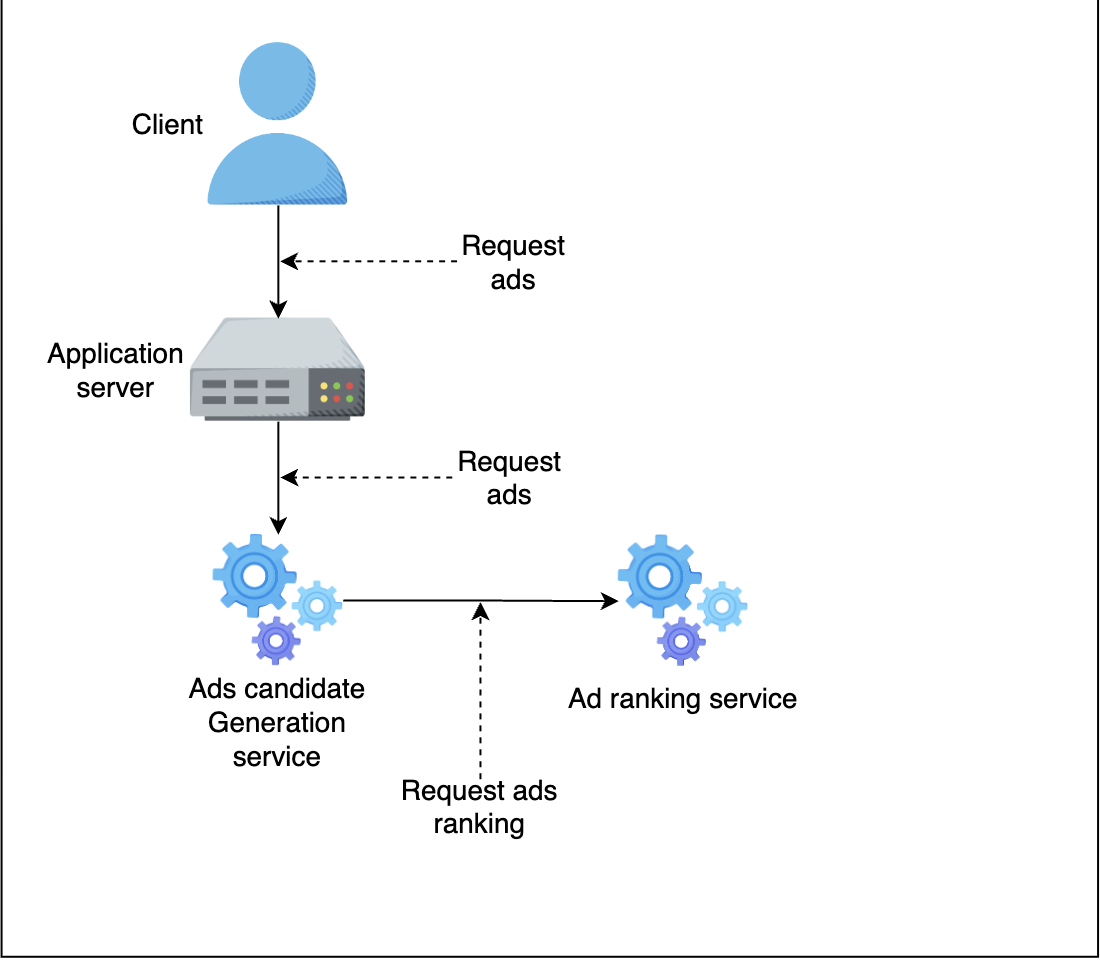 Client
Request
ads
Application
server
Request
ads
Ads candidate
Generation
service
Ad ranking service
Request ads
ranking